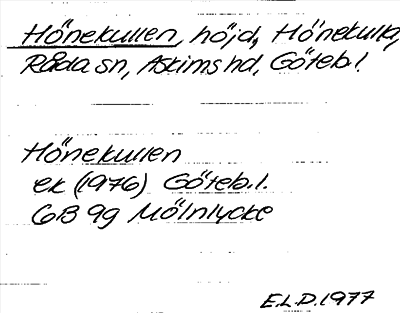 Hönekullen, höjd, Hönekulla,
Råda sn, Askims hd, Göteb.l.
Hönekullen
ek (1976) Göteb.l.
6B 9g Mölnlycke
E.L.D. 1977